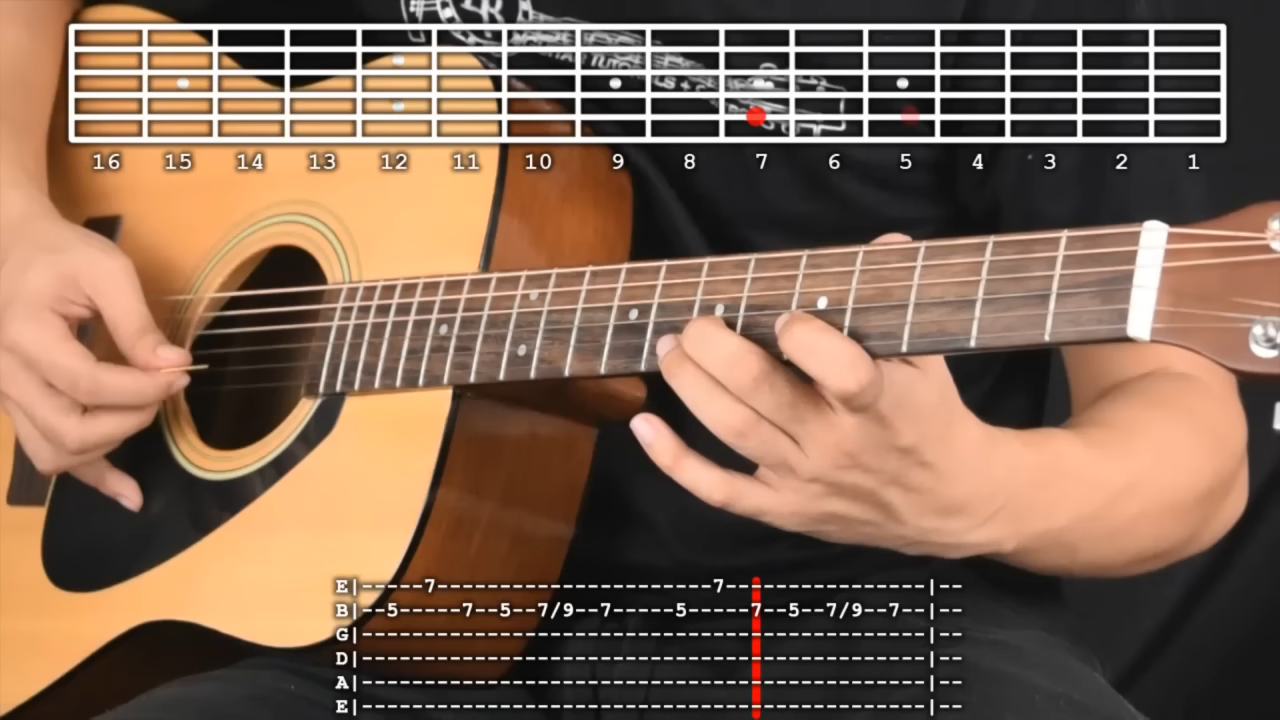 16 15 14 13 12 11 10 9 8 7 6 5 4 3 2 1
E|-----7----------------------7--|-------------|--
B|--5-----7--5--7/9--7-----5-----7--5--7/9--7--|--
G|---------------------------------------------|--
D|---------------------------------------------|--
A|---------------------------------------------|--
E|---------------------------------------------|--